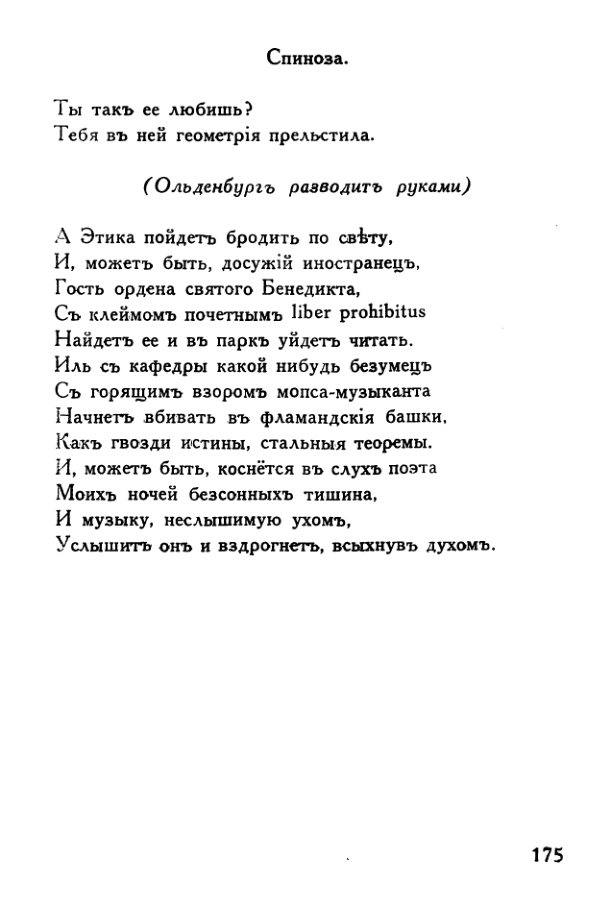 Спиноза.
Ты такъ ее любишь?
Тебя въ ней геометрія прельстила.
(Ольденбургъ разводитъ руками)
А Этика пойдетъ бродить по свѣту,
И, можетъ быть, досужій иностранецъ,
Гость ордена святого Бенедикта,
Съ клеймомъ почетнымъ liber prohibitus
Найдетъ ее и въ паркъ уйдетъ читать.
Иль съ кафедры какой нибудь безумецъ
Съ горящимъ взоромъ мопса-музыканта
Начнетъ вбивать въ фламандскія башки,
Какъ гвозди истины, стальныя теоремы.
И, можетъ быть, коснётся въ слухъ поэта
Моихъ ночей безсонныхъ тишина,
И музыку, неслышимую ухомъ,
Услышитъ онъ и вздрогнетъ, всыхнувъ духомъ.
175